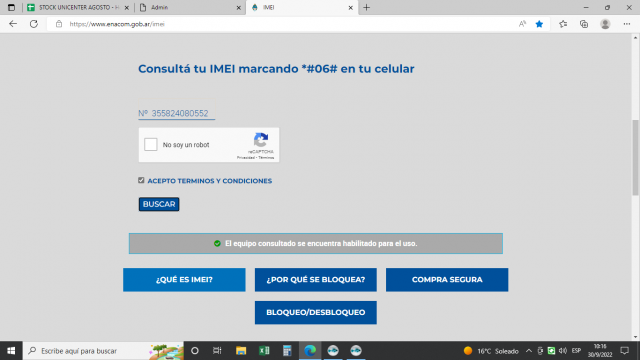 STOCK UNICENTER AGOSTO - H
Admin
IMEI
https://www.enacom.gob.ar/imei
Consultá tu IMEI marcando *#06# en tu celular
Nº 355824080552
No soy un robot
reCAPTCHA
Privacidad - Términos
ACEPTO TERMINOS Y CONDICIONES
BUSCAR
El equipo consultado se encuentra habilitado para el uso.
¿QUÉ ES IMEI?
¿POR QUÉ SE BLOQUEA?
COMPRA SEGURA
BLOQUEO/DESBLOQUEO
Escribe aquí para buscar
16°C Soleado
ESP
10:16
30/9/2022